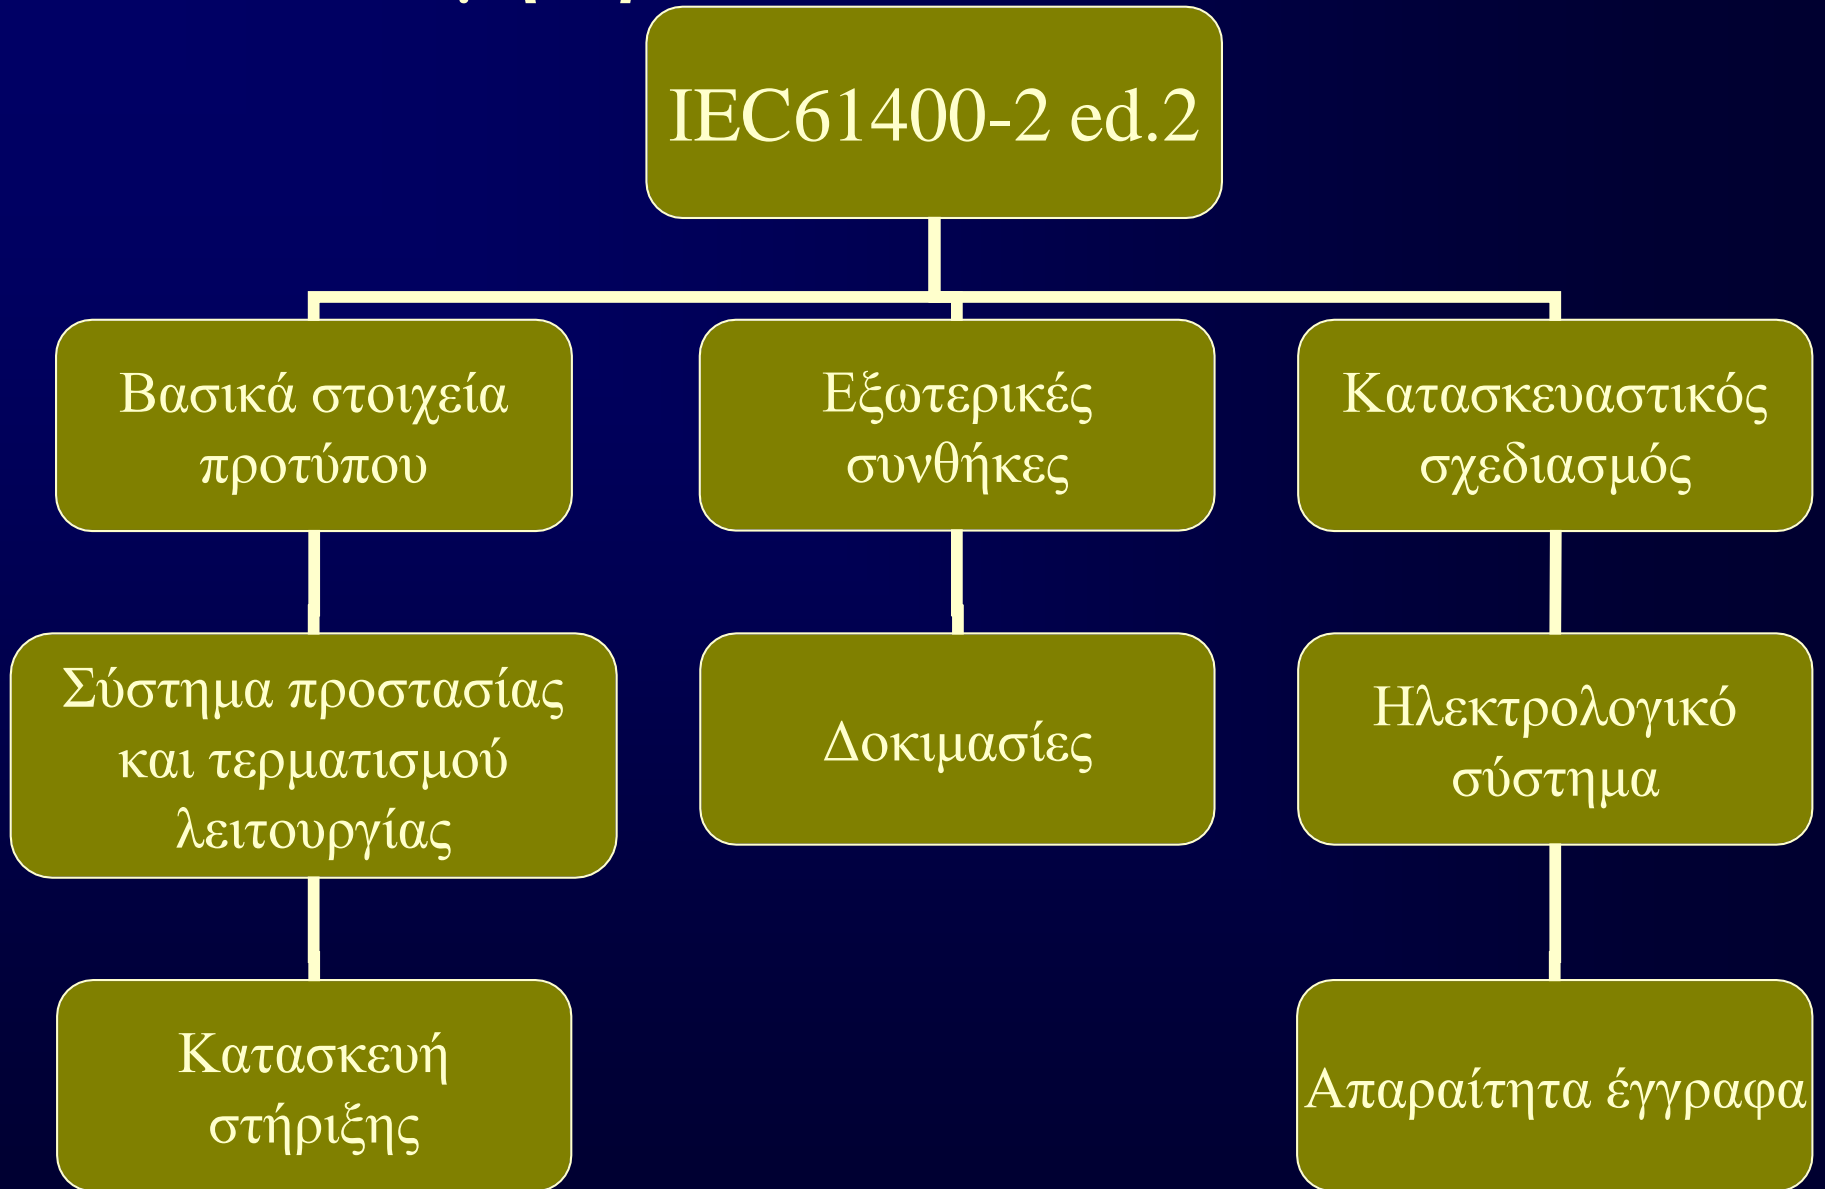 IEC61400-2 ed.2
Βασικά στοιχεία
προτύπου
Εξωτερικές
συνθήκες
Κατασκευαστικός
σχεδιασμός
Σύστημα προστασίας
και τερματισμού
λειτουργίας
Δοκιμασίες
Ηλεκτρολογικό
σύστημα
Κατασκευή
στήριξης
Απαραίτητα έγγραφα